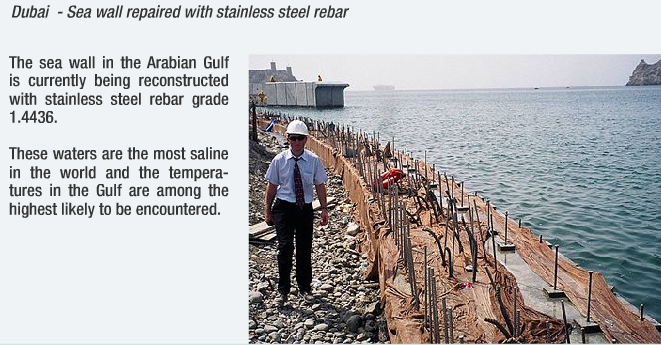 Dubai - Sea wall repaired with stainless steel rebar
The sea wall in the Arabian Gulf
is currently being reconstructed
with stainless steel rebar grade
1.4436.
These waters are the most saline
in the world and the tempera-
tures in the Gulf are among the
highest likely to be encountered.